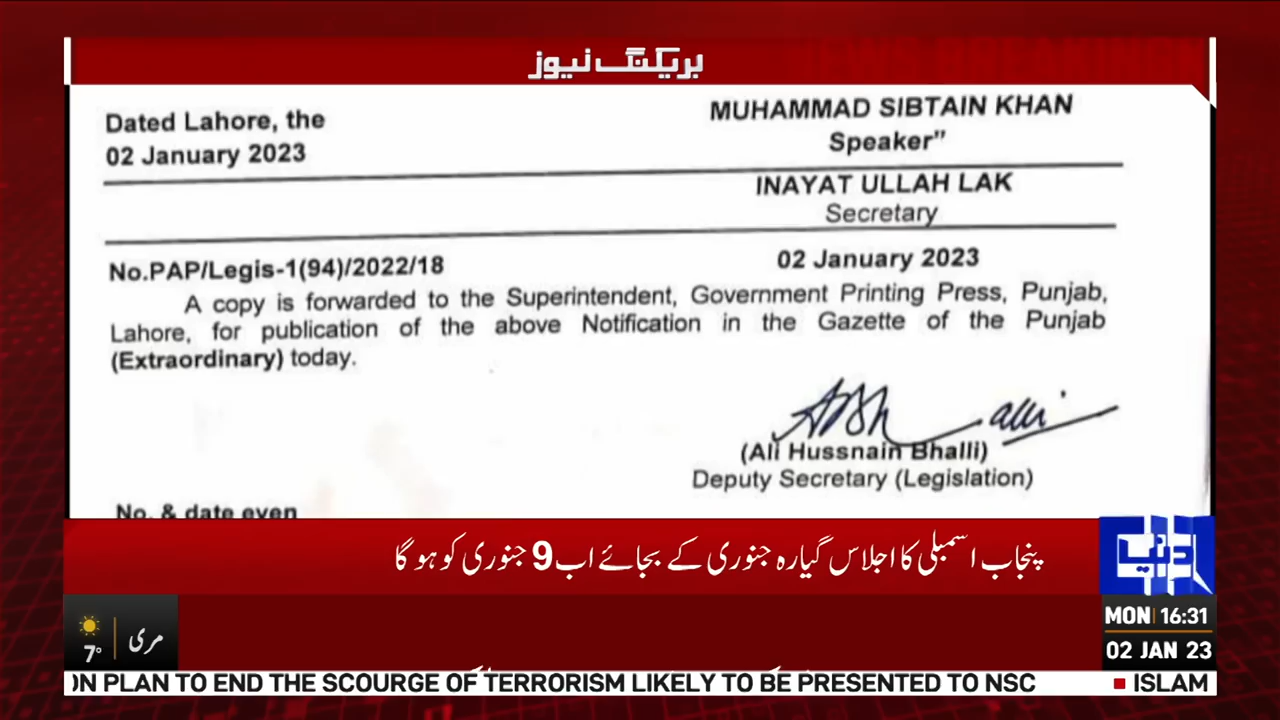 بریکنگ نیوز
Dated Lahore, the
02 January 2023
MUHAMMAD SIBTAIN KHAN
Speaker”
INAYAT ULLAH LAK
Secretary
No.PAP/Legis-1(94)/2022/18
02 January 2023
A copy is forwarded to the Superintendent, Government Printing Press, Punjab,
Lahore, for publication of the above Notification in the Gazette of the Punjab
(Extraordinary) today.
(Ali Hussnain Bhalli)
Deputy Secretary (Legislation)
No. & date even
پنجاب اسمبلی کا اجلاس گیارہ جنوری کے بجائے اب 9 جنوری کو ہو گا
دنیا
مری
7°
MON 16:31
02 JAN 23
ON PLAN TO END THE SCOURGE OF TERRORISM LIKELY TO BE PRESENTED TO NSC
ISLAM